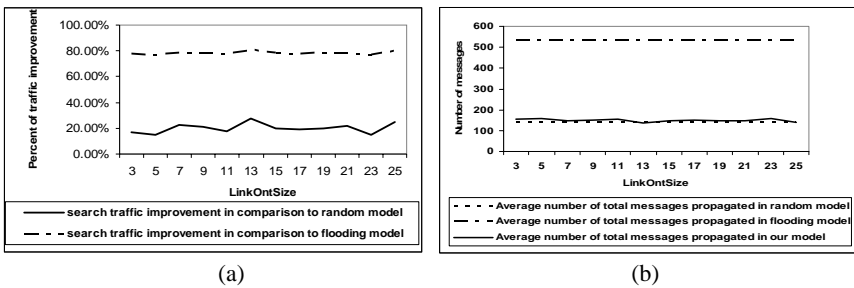 100.00%
80.00%
60.00%
40.00%
20.00%
0.00%
Percent of traffic improvement
3 5 7 9 11 13 15 17 19 21 23 25
LinkOntSize
search traffic improvement in comparison to random model
search traffic improvement in comparison to flooding model
(a)
600
500
400
300
200
100
0
Number of messages
3 5 7 9 11 13 15 17 19 21 23 25
LinkOntSize
Average number of total messages propagated in random model
Average number of total messages propagated in flooding model
Average number of total messages propagated in our model
(b)